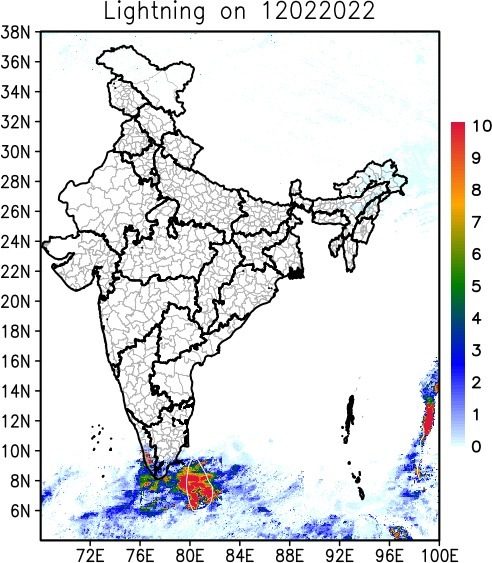 Lightning on 12022022
38N
36N
34N
32N
30N
28N
26N
24N
22N
20N
18N
16N
14N
12N
10N
8N
6N
72E 76E 80E 84E 88E 92E 96E 100E
10
9
8
7
6
5
4
3
2
1
0